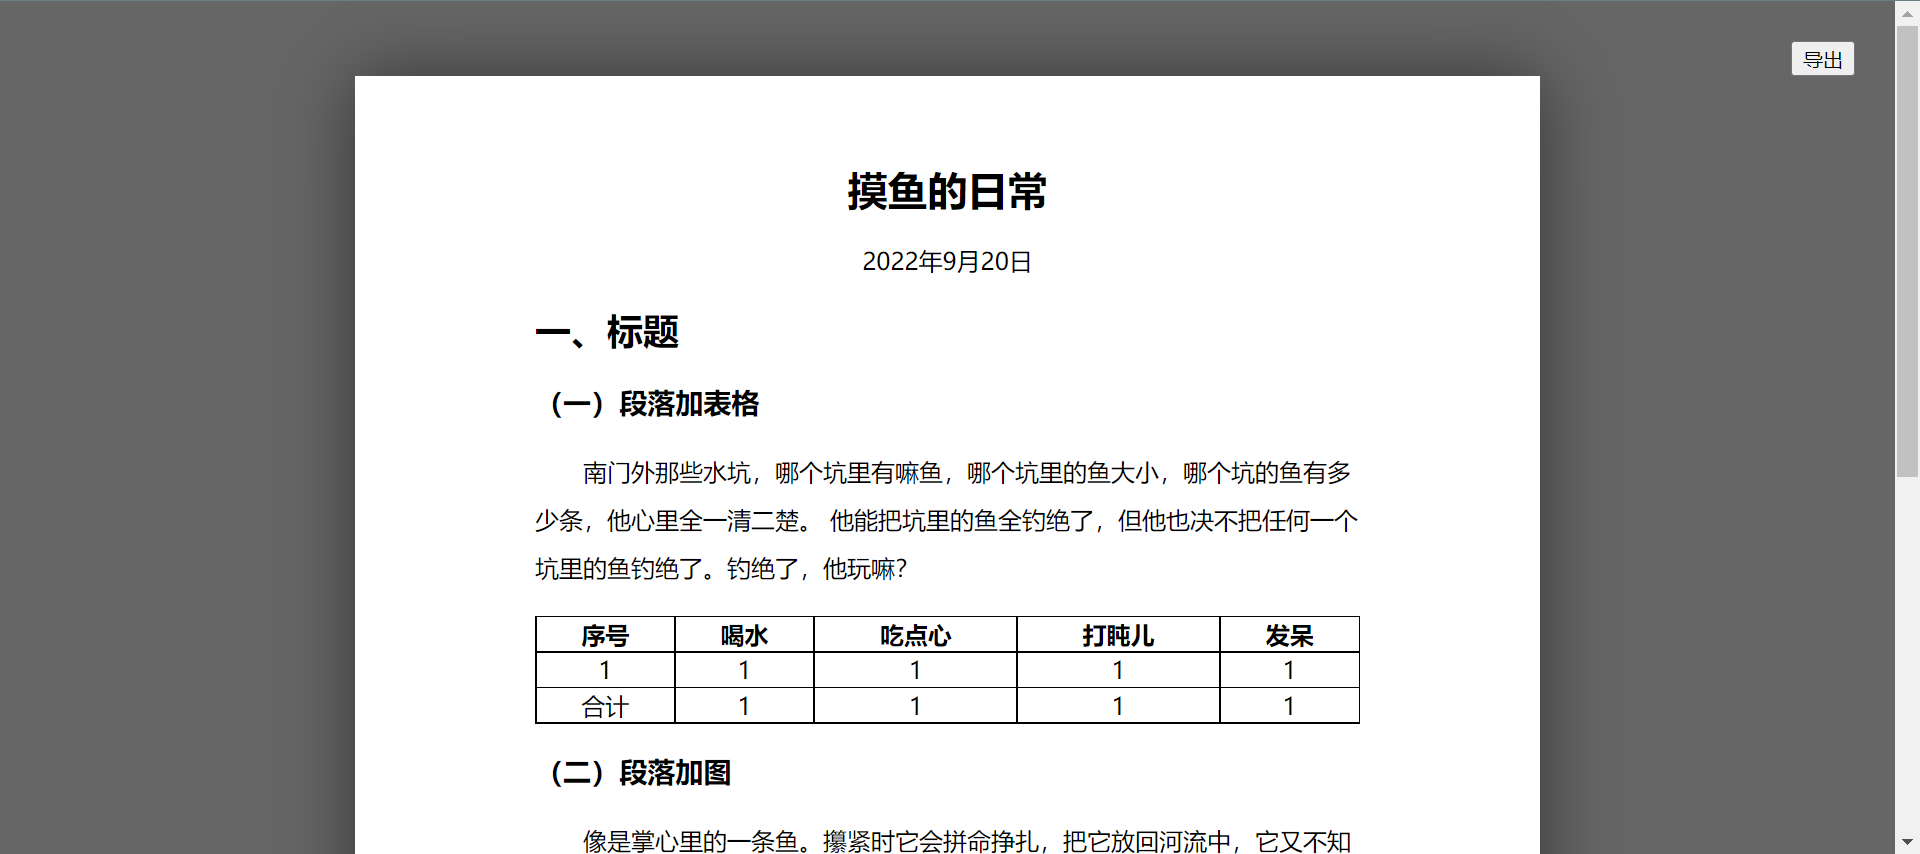 导出
摸鱼的日常
2022年9月20日
一、标题
（一）段落加表格
南门外那些水坑，哪个坑里有嘛鱼，哪个坑里的鱼大小，哪个坑的鱼有多
少条，他心里全一清二楚。 他能把坑里的鱼全钓绝了，但他也决不把任何一个
坑里的鱼钓绝了。钓绝了，他玩嘛？
序号 喝水 吃点心 打盹儿 发呆
1 1 1 1 1
合计 1 1 1 1
（二）段落加图
像是掌心里的一条鱼。攥紧时它会拼命挣扎，把它放回河流中，它又不知